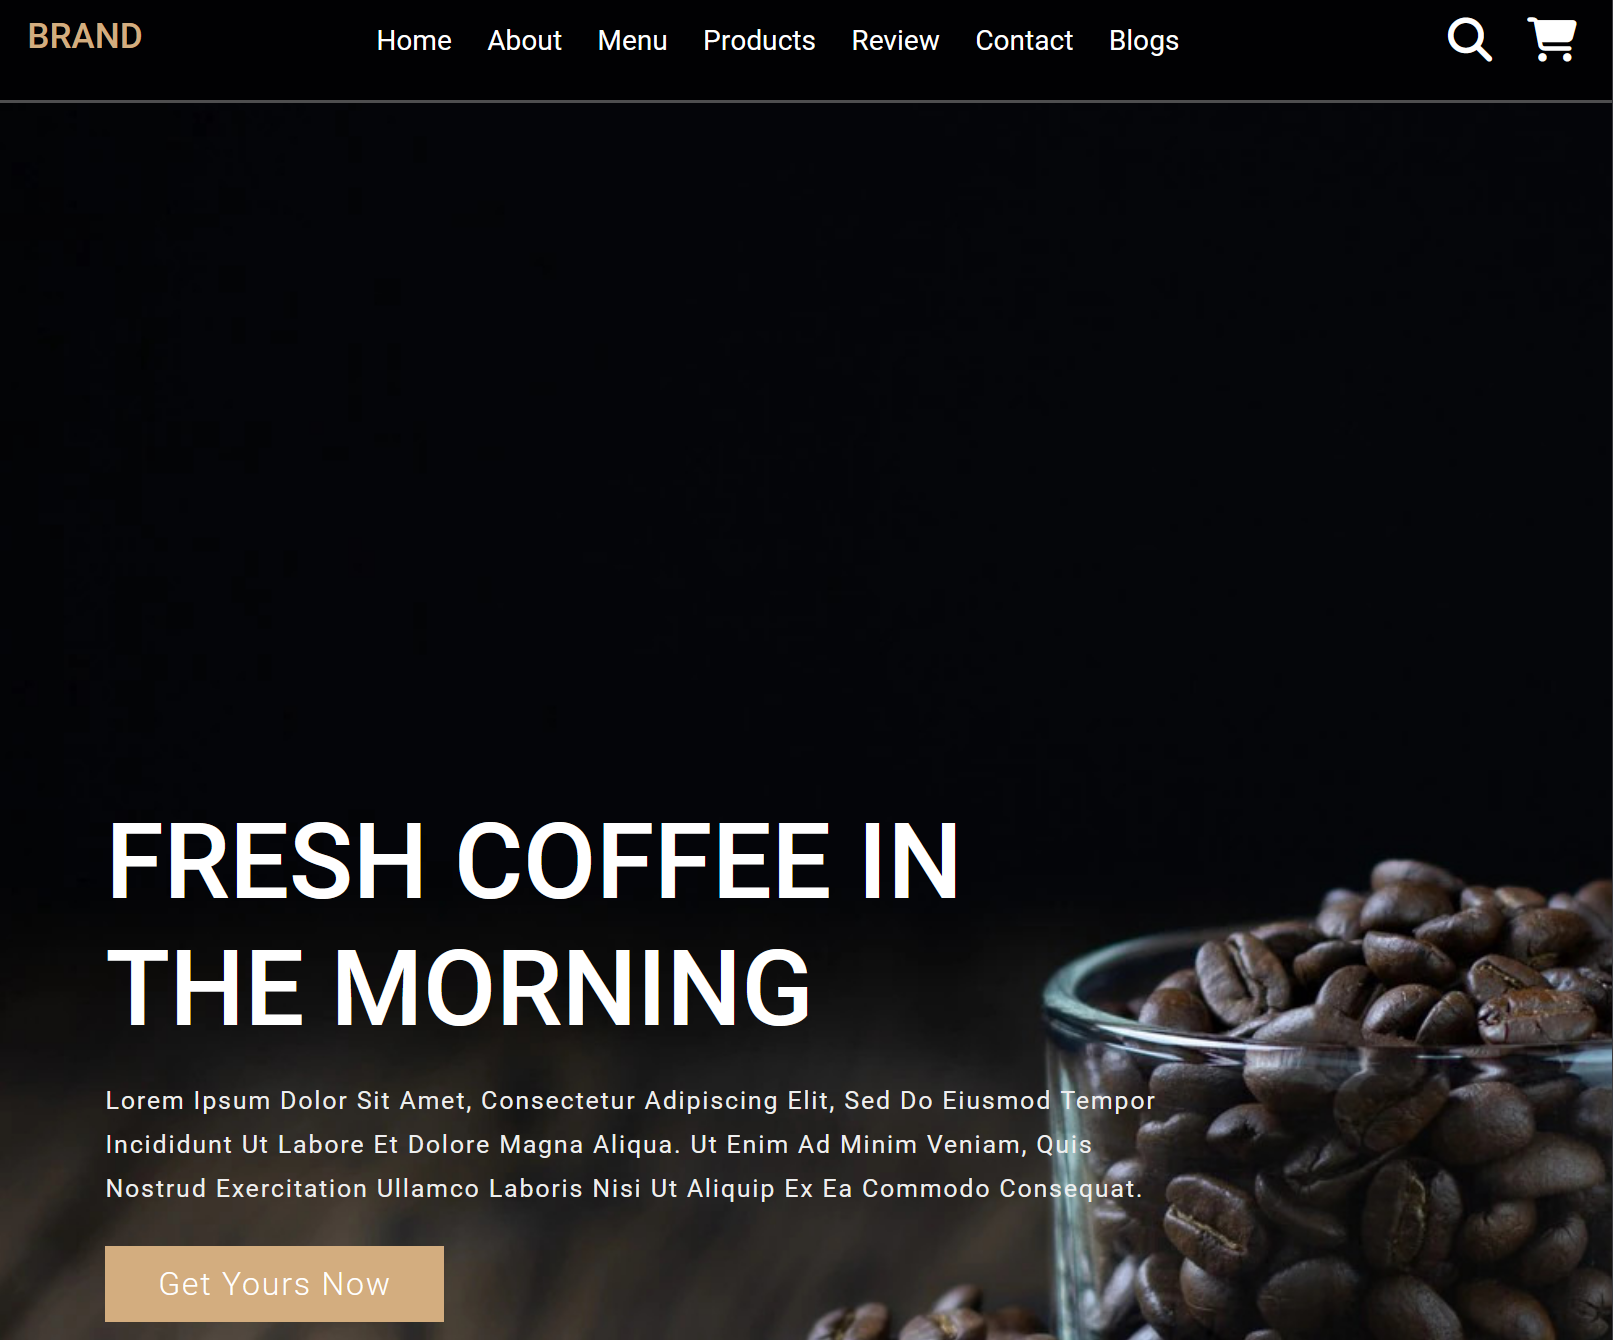 BRAND
Home About Menu Products Review Contact Blogs
FRESH COFFEE IN
THE MORNING
Lorem Ipsum Dolor Sit Amet, Consectetur Adipiscing Elit, Sed Do Eiusmod Tempor
Incididunt Ut Labore Et Dolore Magna Aliqua. Ut Enim Ad Minim Veniam, Quis
Nostrud Exercitation Ullamco Laboris Nisi Ut Aliquip Ex Ea Commodo Consequat.
Get Yours Now